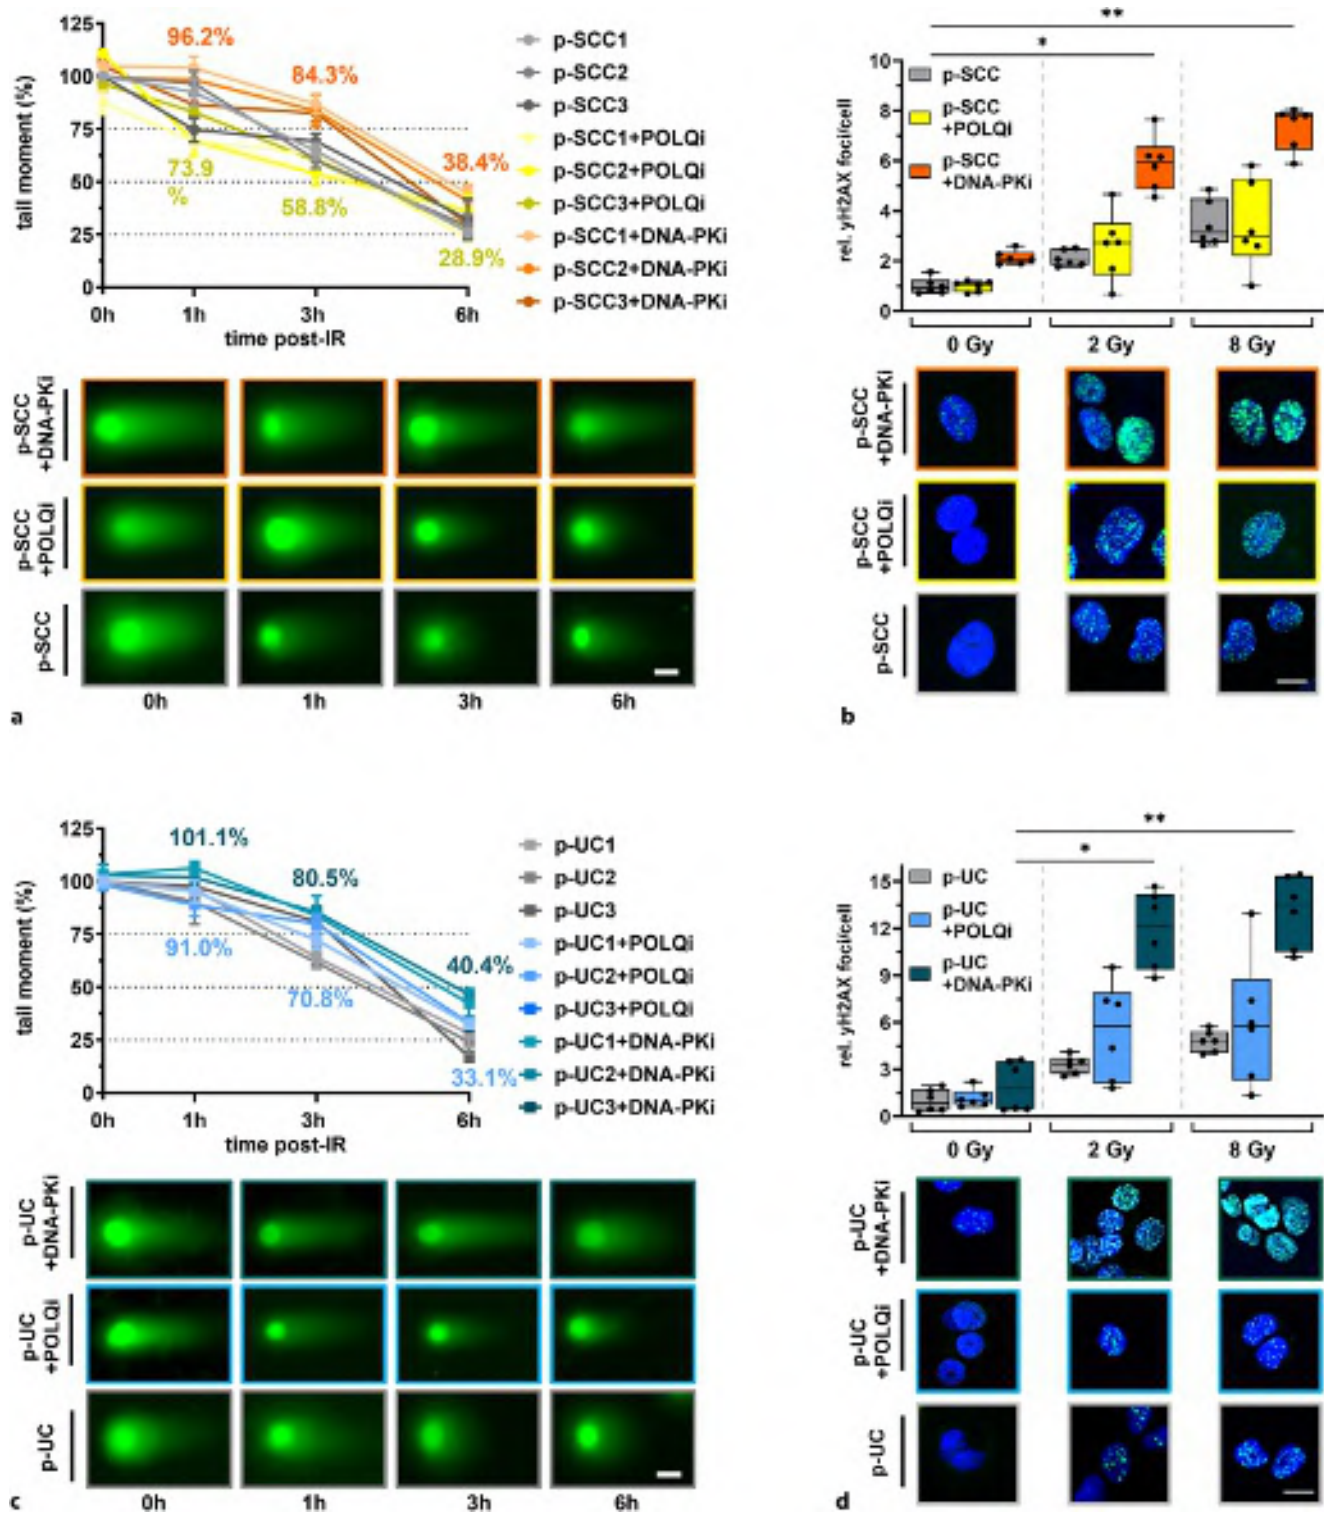 125
100
75
50
25
0
tail moment (%)
96.2%
84.3%
38.4%
73.9
%
58.8%
28.9%
0h
1h
3h
6h
time post-IR
p-SCC1
p-SCC2
p-SCC3
p-SCC1+POLQi
p-SCC2+POLQi
p-SCC3+POLQi
p-SCC1+DNA-PKi
p-SCC2+DNA-PKi
p-SCC3+DNA-PKi
p-SCC
+DNA-PKi
p-SCC
+POLQi
p-SCC
0h
1h
3h
6h
a
**
*
10
8
6
4
2
0
rel. yH2AX foci/cell
p-SCC
p-SCC
+POLQi
p-SCC
+DNA-PKi
0 Gy
2 Gy
8 Gy
p-SCC
+DNA-PKi
p-SCC
+POLQi
p-SCC
b
125
100
75
50
25
0
tail moment (%)
101.1%
80.5%
40.4%
91.0%
70.8%
33.1%
0h
1h
3h
6h
time post-IR
p-UC1
p-UC2
p-UC3
p-UC1+POLQi
p-UC2+POLQi
p-UC3+POLQi
p-UC1+DNA-PKi
p-UC2+DNA-PKi
p-UC3+DNA-PKi
p-UC
+DNA-PKi
p-UC
+POLQi
p-UC
0h
1h
3h
6h
c
**
*
15
12
9
6
3
0
rel. yH2AX foci/cell
p-UC
p-UC
+POLQi
p-UC
+DNA-PKi
0 Gy
2 Gy
8 Gy
p-UC
+DNA-PKi
p-UC
+POLQi
p-UC
d